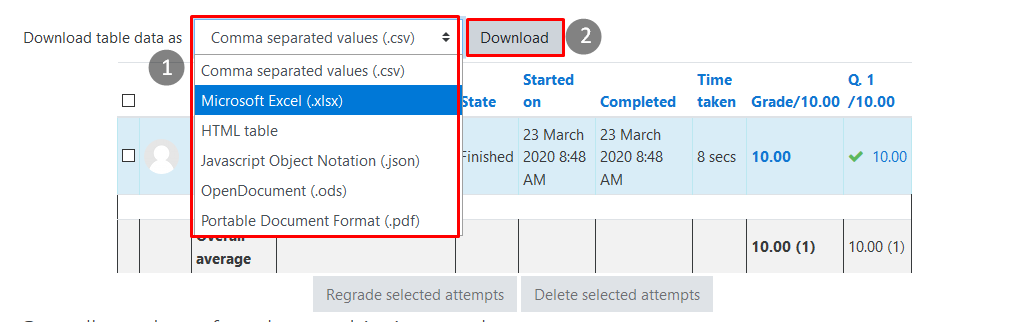 Download table data as Comma separated values (.csv) Download 2
1
Comma separated values (.csv)
Microsoft Excel (.xlsx)
HTML table
Javascript Object Notation (.json)
OpenDocument (.ods)
Portable Document Format (.pdf)
State
Started
on
Completed
Time
taken
Grade/10.00
Q. 1
/10.00
Finished
23 March
2020 8:48
AM
23 March
2020 8:48
AM
8 secs
10.00
10.00
Overall
average
10.00 (1)
10.00 (1)
Regrade selected attempts Delete selected attempts